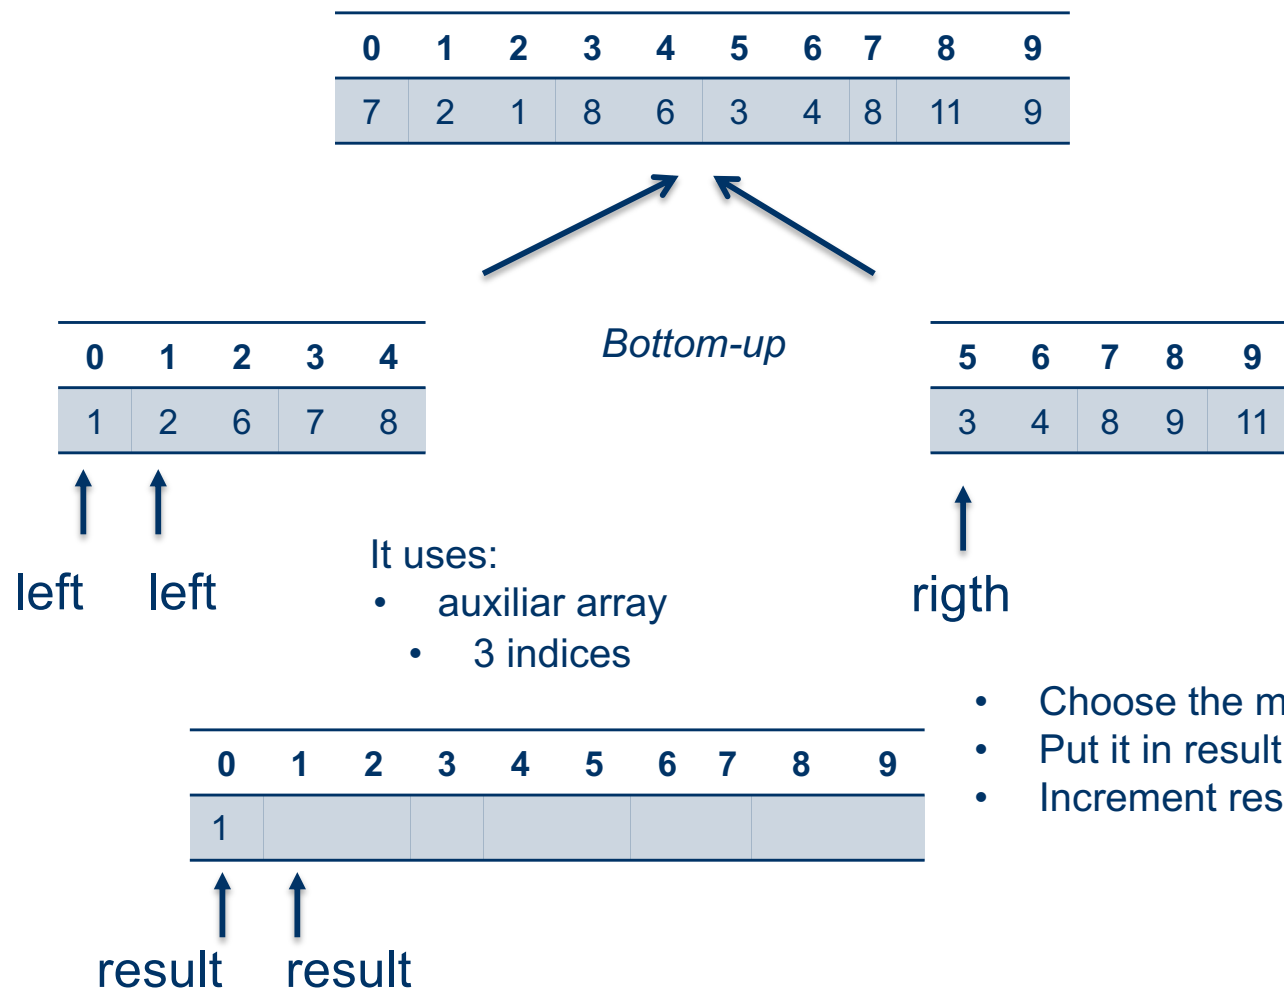 0 1 2 3 4 5 6 7 8 9
7 2 1 8 6 3 4 8 11 9
Bottom-up
0 1 2 3 4
1 2 6 7 8
5 6 7 8 9
3 4 8 9 11
left left
rigth
It uses:
• auxiliar array
• 3 indices
• Choose the
• Put it in result
• Increment
0 1 2 3 4 5 6 7 8 9
1
result result